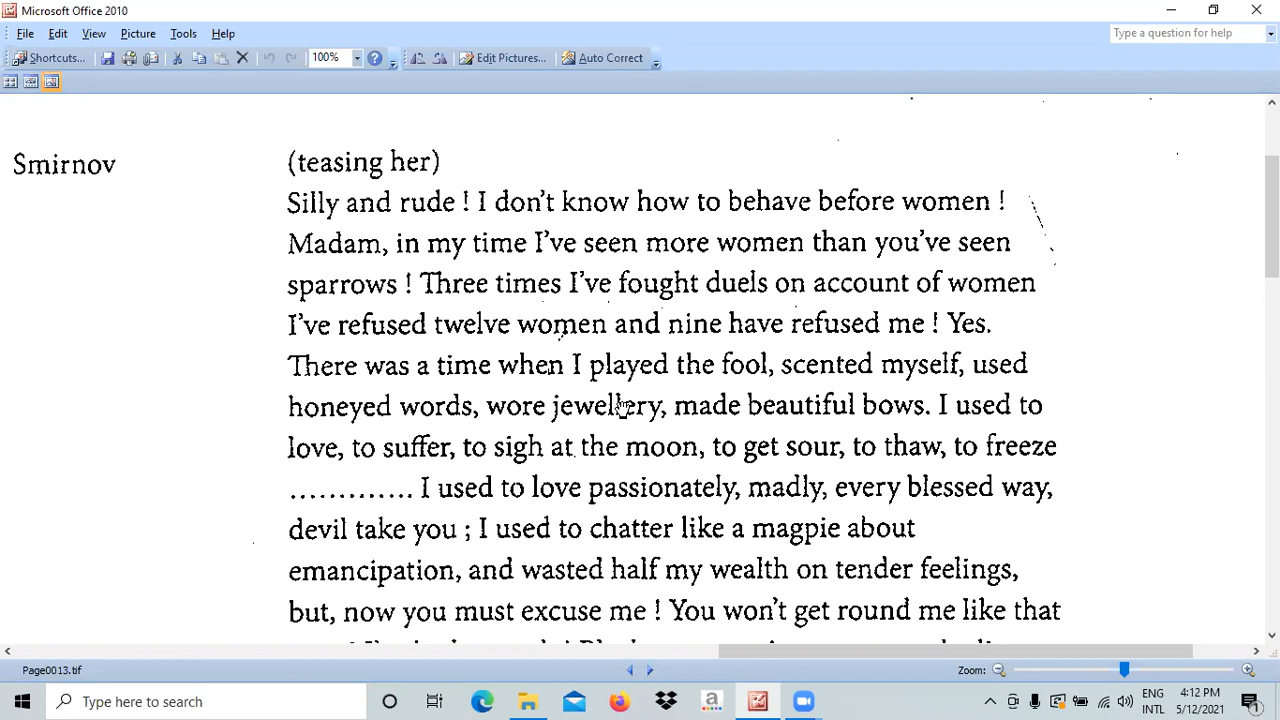 Microsoft Office 2010
File Edit View Picture Tools Help
Type a question for help
Shortcuts... 100% Edit Pictures... Auto Correct
Smirnov (teasing her)
Silly and rude ! I don't know how to behave before women !
Madam, in my time I've seen more women than you've seen
sparrows ! Three times I've fought duels on account of women
I've refused twelve women and nine have refused me ! Yes.
There was a time when I played the fool, scented myself, used
honeyed words, wore jewellery, made beautiful bows. I used to
love, to suffer, to sigh at the moon, to get sour, to thaw, to freeze
............. I used to love passionately, madly, every blessed way,
devil take you ; I used to chatter like a magpie about
emancipation, and wasted half my wealth on tender feelings,
but, now you must excuse me ! You won't get round me like that
Page0013.tif Zoom:
Type here to search
ENG 4:12 PM
INTL 5/12/2021